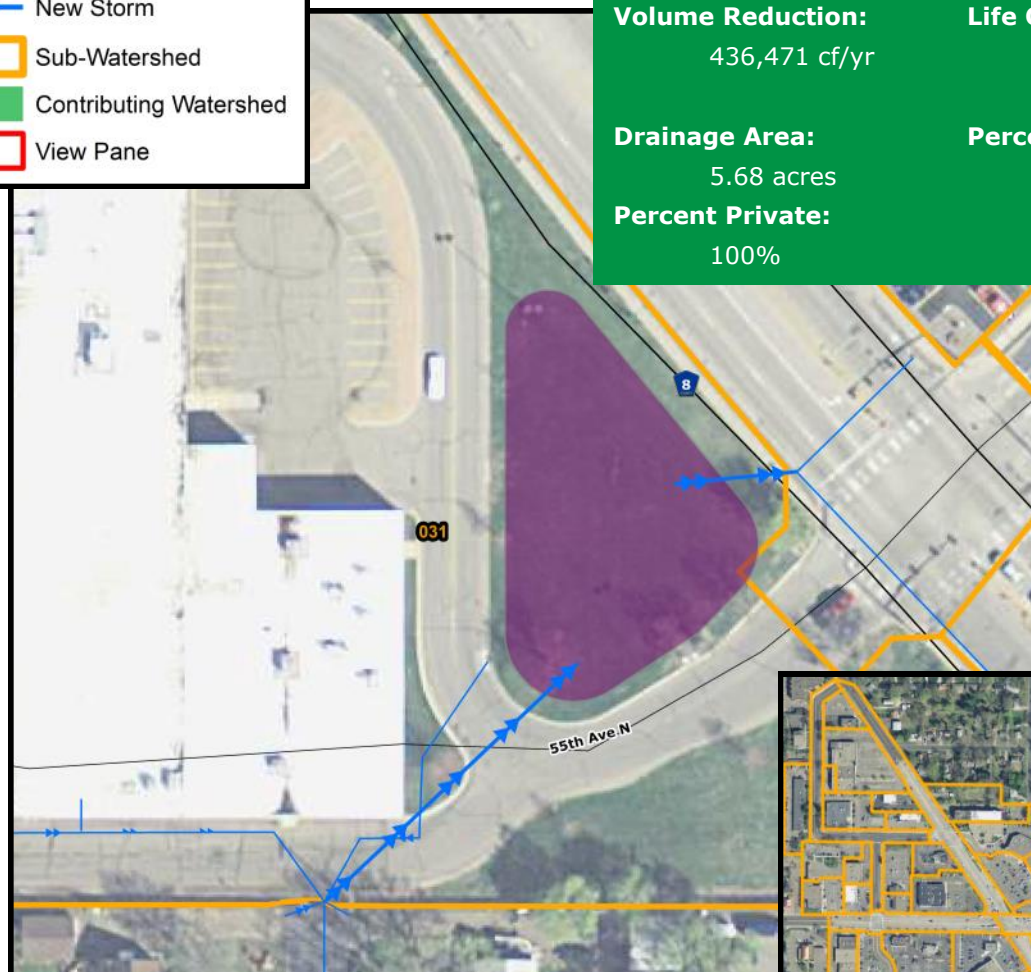 New Storm
Sub-Watershed
Contributing Watershed
View Pane
Volume Reduction:
436,471 cf/yr
Drainage Area:
5.68 acres
Percent Private:
100%
Life
8
031
55th Ave N